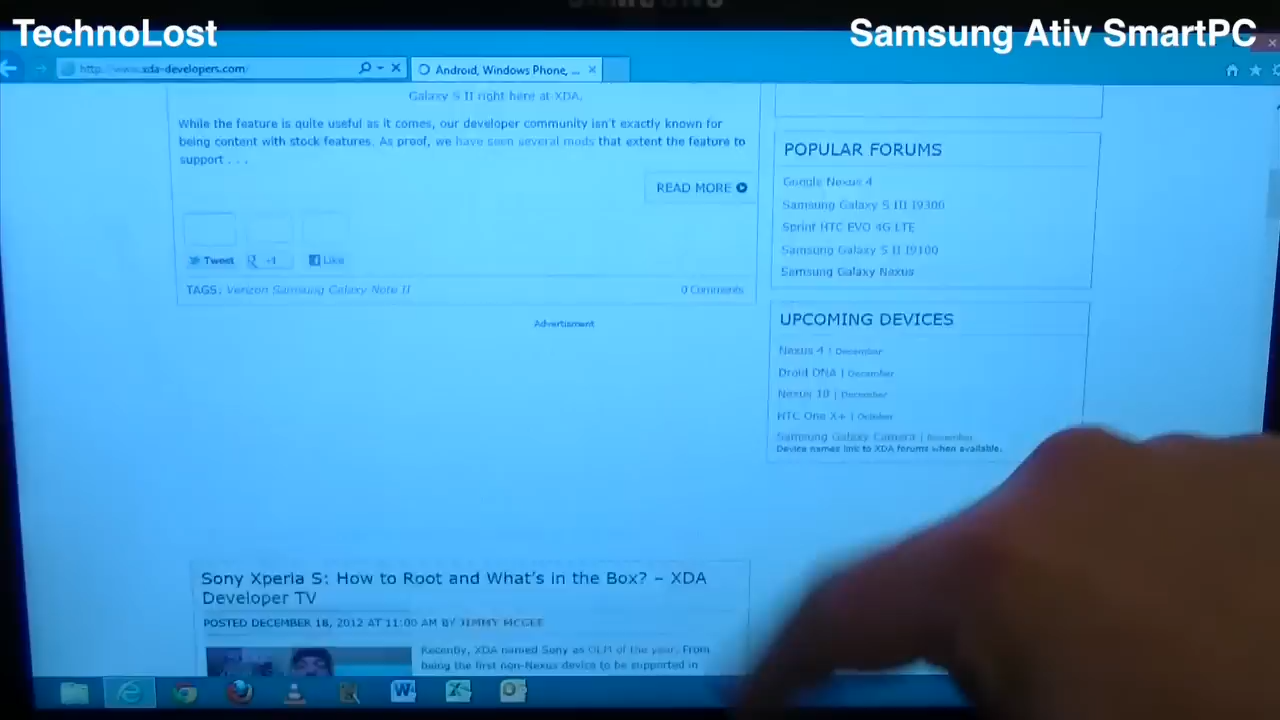 TechnoLost
Samsung Ativ SmartPC
http://www.xda-developers.com/
Android, Windows Phone, ...
Galaxy S II right here at XDA.
While the feature is quite useful as it comes, our developer community isn't exactly known for
being content with stock features. As proof, we have seen several mods that extent the feature to
support . . .
READ MORE
Tweet
+1
Like
TAGS: Verizon Samsung Galaxy Note II
0 Comments
Advertisment
POPULAR FORUMS
Google Nexus 4
Samsung Galaxy S III I9300
Sprint HTC EVO 4G LTE
Samsung Galaxy S II I9100
Samsung Galaxy Nexus
UPCOMING DEVICES
Nexus 4 | December
Droid DNA | December
Nexus 10 | December
HTC One X+ | October
Samsung Galaxy Camera | November
Device names link to XDA forums when available.
Sony Xperia S: How to Root and What's in the Box? – XDA
Developer TV
POSTED DECEMBER 18, 2012 AT 11:00 AM BY JIMMY MCGEE
Recently, XDA named Sony as OEM of the year. From
being the first non-Nexus device to be supported in